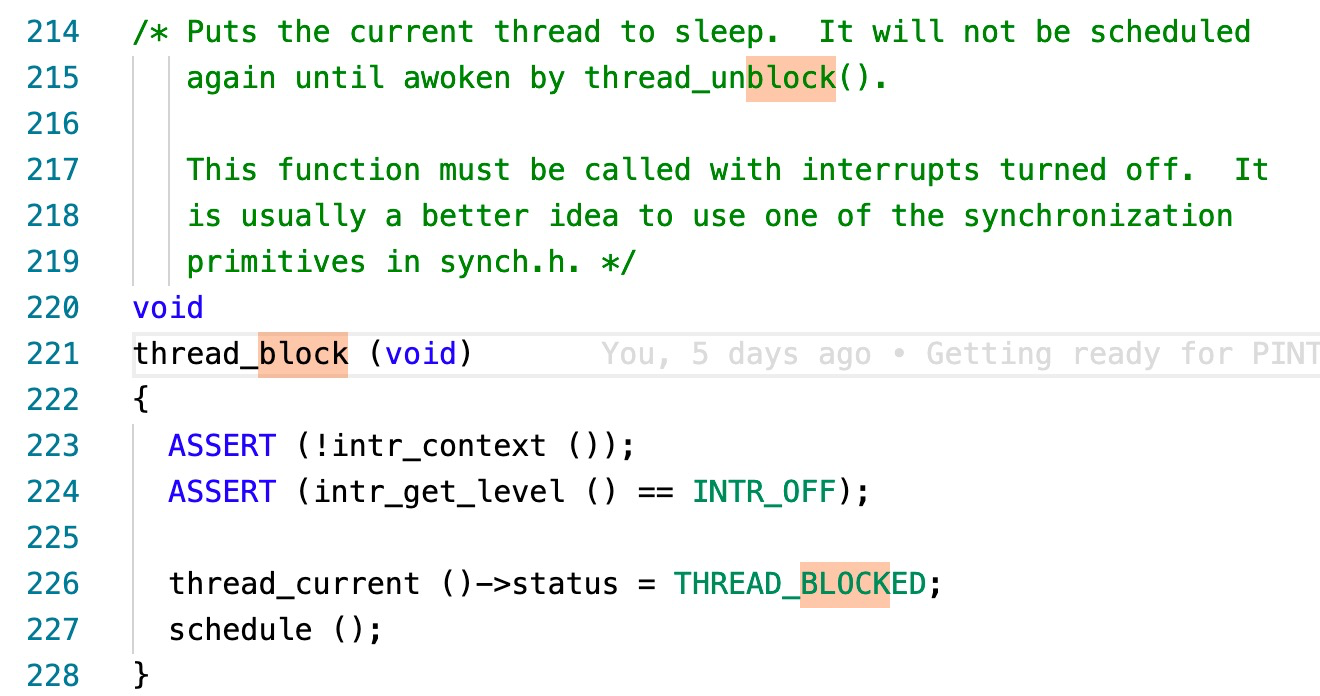 214 /* Puts the current thread to sleep.  It will not be scheduled
215 again until awoken by thread_unblock().
216
217 This function must be called with interrupts turned off.  It
218 is usually a better idea to use one of the synchronization
219 primitives in synch.h. */
220 void
221 thread_block (void) You, 5 days ago • Getting ready for PINT
222 {
223 ASSERT (!intr_context ());
224 ASSERT (intr_get_level () == INTR_OFF);
225
226 thread_current ()->status = THREAD_BLOCKED;
227 schedule ();
228 }